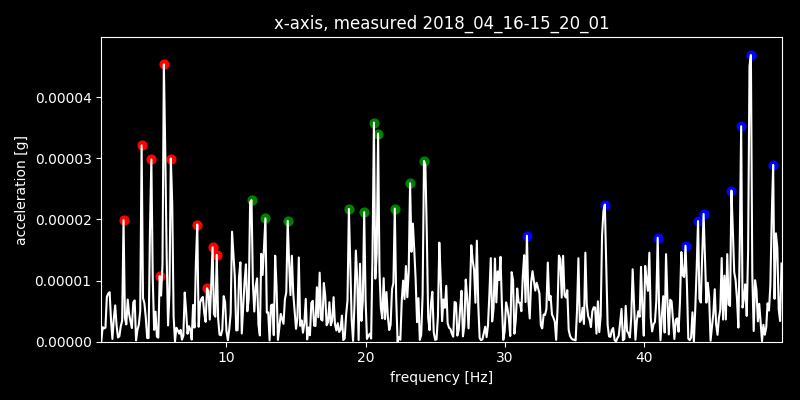 x-axis, measured 2018_04_16-15_20_01
acceleration [g]
0.00004
0.00003
0.00002
0.00001
0.00000
10 20 30 40
frequency [Hz]